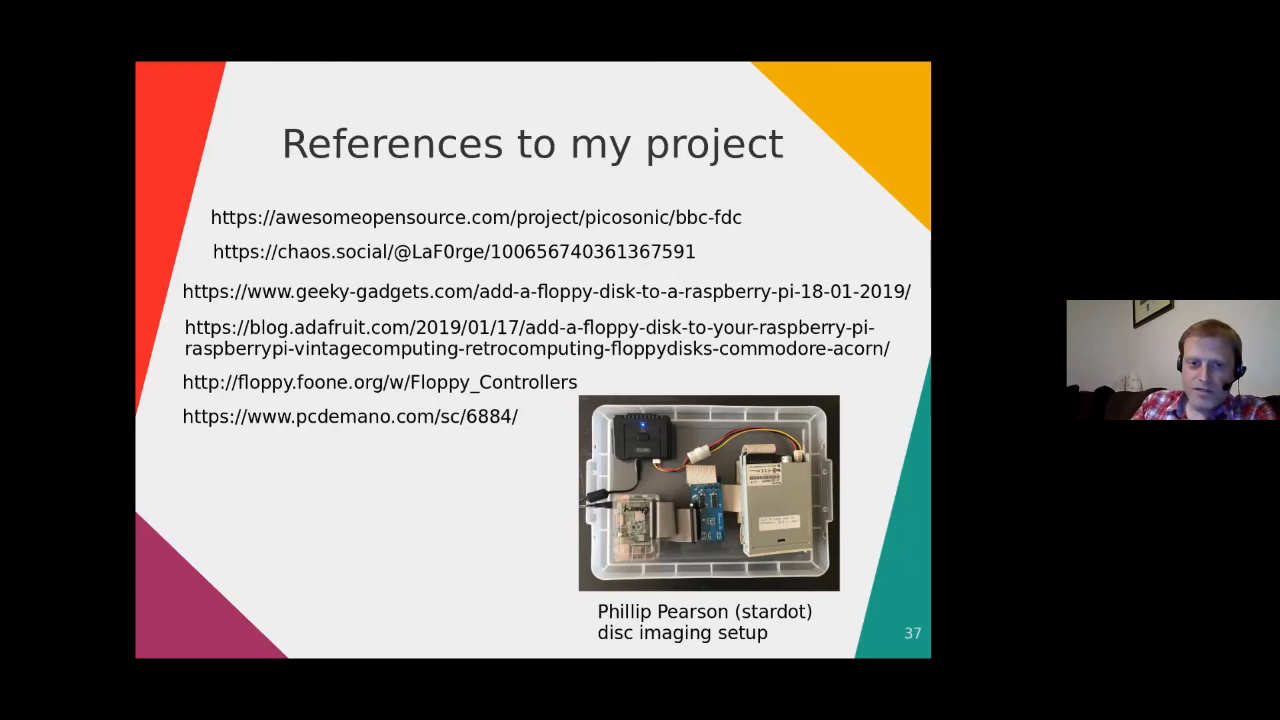 References to my project
https://awesomeopensource.com/project/picosonic/bbc-fdc
https://chaos.social/@LaF0rge/100656740361367591
https://www.geeky-gadgets.com/add-a-floppy-disk-to-a-raspberry-pi-18-01-2019/
https://blog.adafruit.com/2019/01/17/add-a-floppy-disk-to-your-raspberry-pi-
raspberrypi-vintagecomputing-retrocomputing-floppydisks-commodore-acorn/
http://floppy.foone.org/w/Floppy_Controllers
https://www.pcdemano.com/sc/6884/
Phillip Pearson (stardot)
disc imaging setup
37